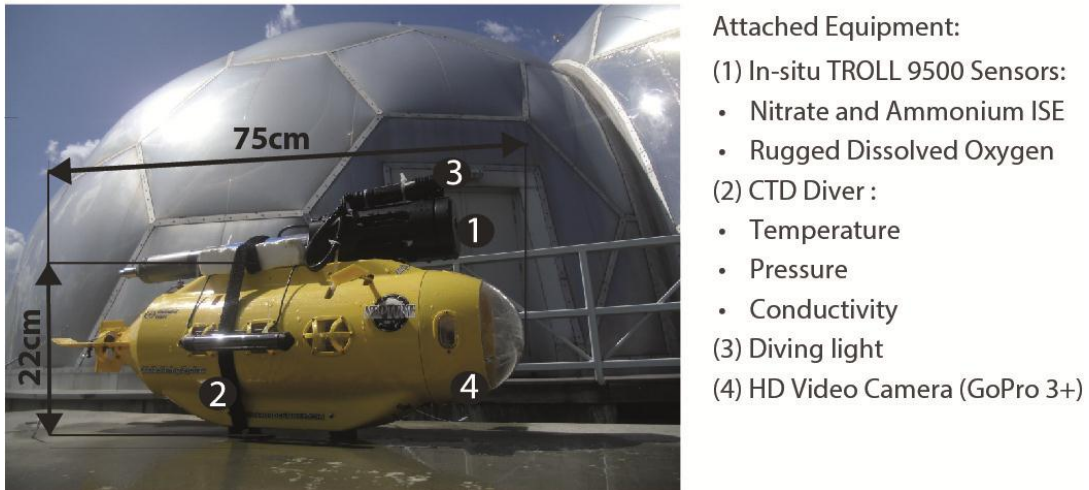 75cm
3
1
22cm
2
4
Attached Equipment:
(1) In-situ TROLL 9500 Sensors:
• Nitrate and Ammonium ISE
• Rugged Dissolved Oxygen
(2) CTD Diver :
• Temperature
• Pressure
• Conductivity
(3) Diving light
(4) HD Video Camera (GoPro 3+)